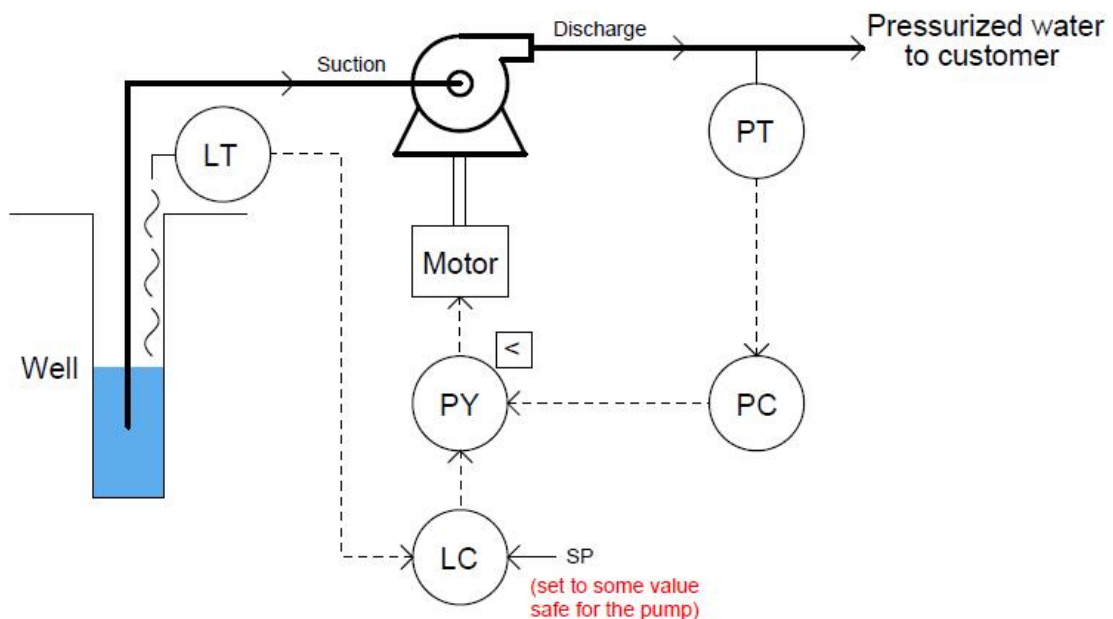 Discharge
Pressurized water
to customer
Suction
LT
PT
Motor
<
Well
PY
PC
LC
SP
(set to some value
safe for the pump)